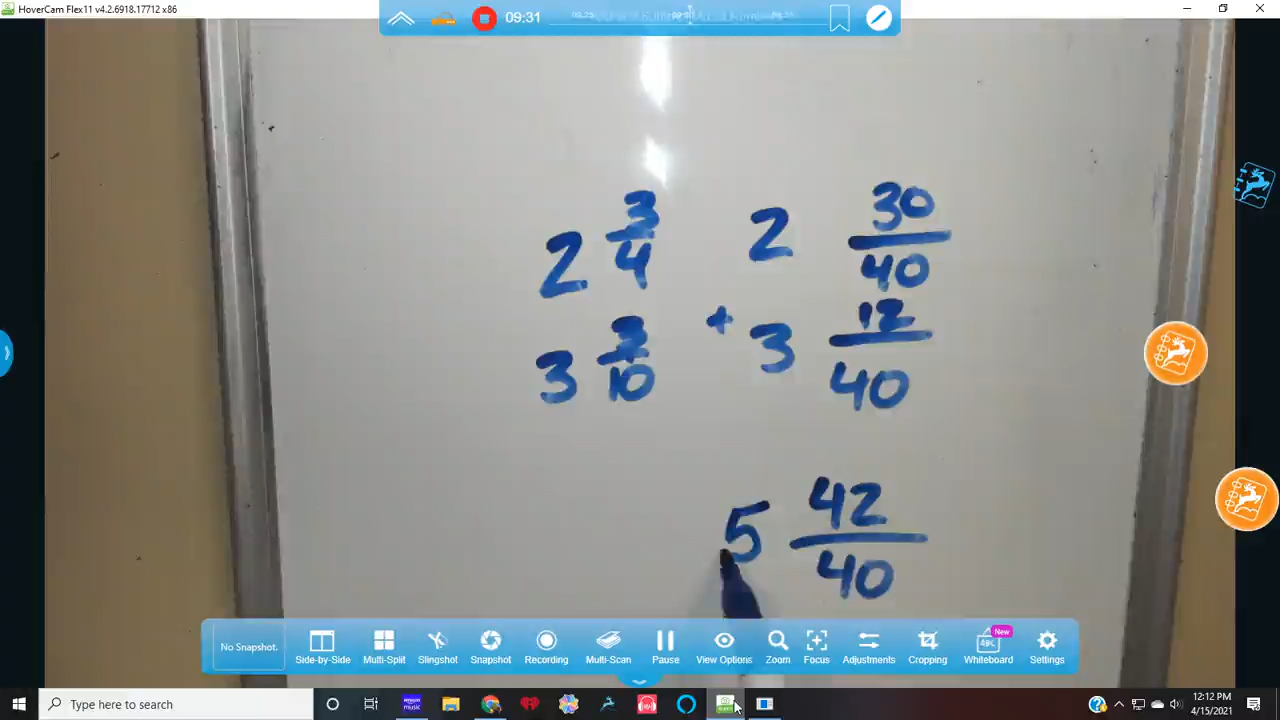 HoverCam Flex11 v4.2.6918.17712 x86
09:31
2 3/4 2 30/40
3 3/10 + 3 12/40
5 42/40
No Snapshot.
Side-by-Side Multi-Split Slingshot Snapshot Recording Multi-Scan Pause View Options Zoom Focus Adjustments Cropping Whiteboard Settings
New
Type here to search
12:12 PM
4/15/2021